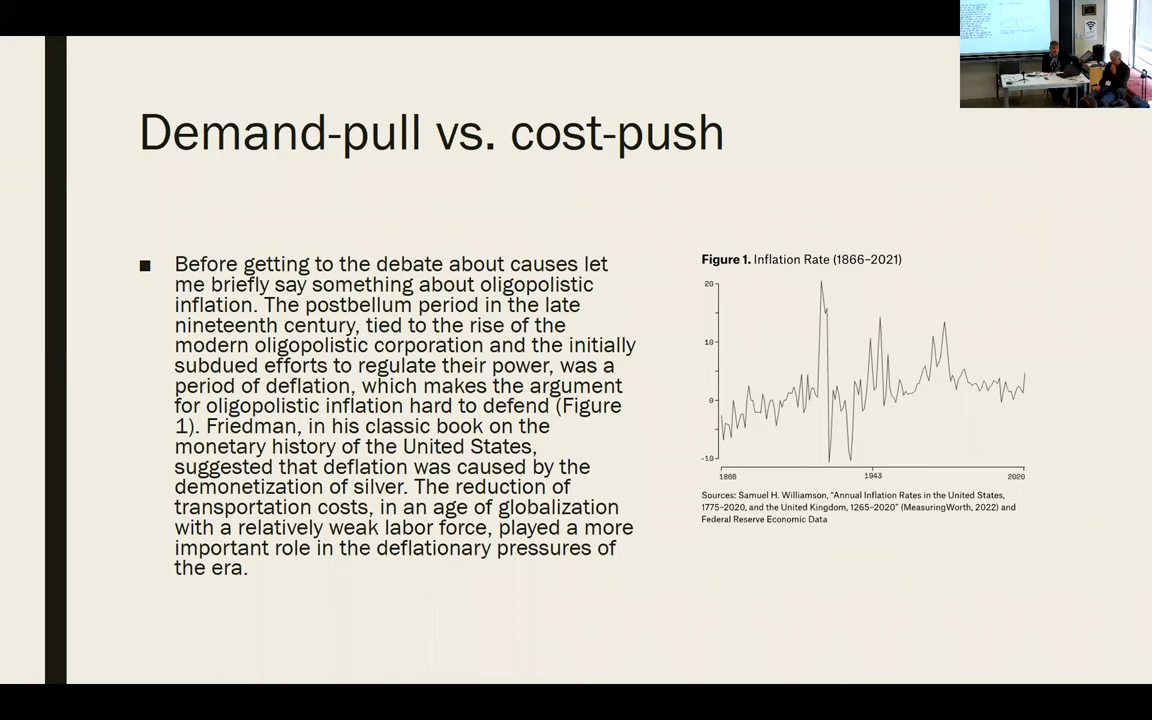 Demand-pull vs. cost-push
■ Before getting to the debate about causes let
me briefly say something about oligopolistic
inflation. The postbellum period in the late
nineteenth century, tied to the rise of the
modern oligopolistic corporation and the initially
subdued efforts to regulate their power, was a
period of deflation, which makes the argument
for oligopolistic inflation hard to defend (Figure
1). Friedman, in his classic book on the
monetary history of the United States,
suggested that deflation was caused by the
demonetization of silver. The reduction of
transportation costs, in an age of globalization
with a relatively weak labor force, played a more
important role in the deflationary pressures of
the era.
Figure 1. Inflation Rate (1866–2021)
20
10
0
-10
1866 1943 2020
Sources: Samuel H. Williamson, "Annual Inflation Rates in the United States,
1775–2020, and the United Kingdom, 1265–2020" (MeasuringWorth, 2022) and
Federal Reserve Economic Data